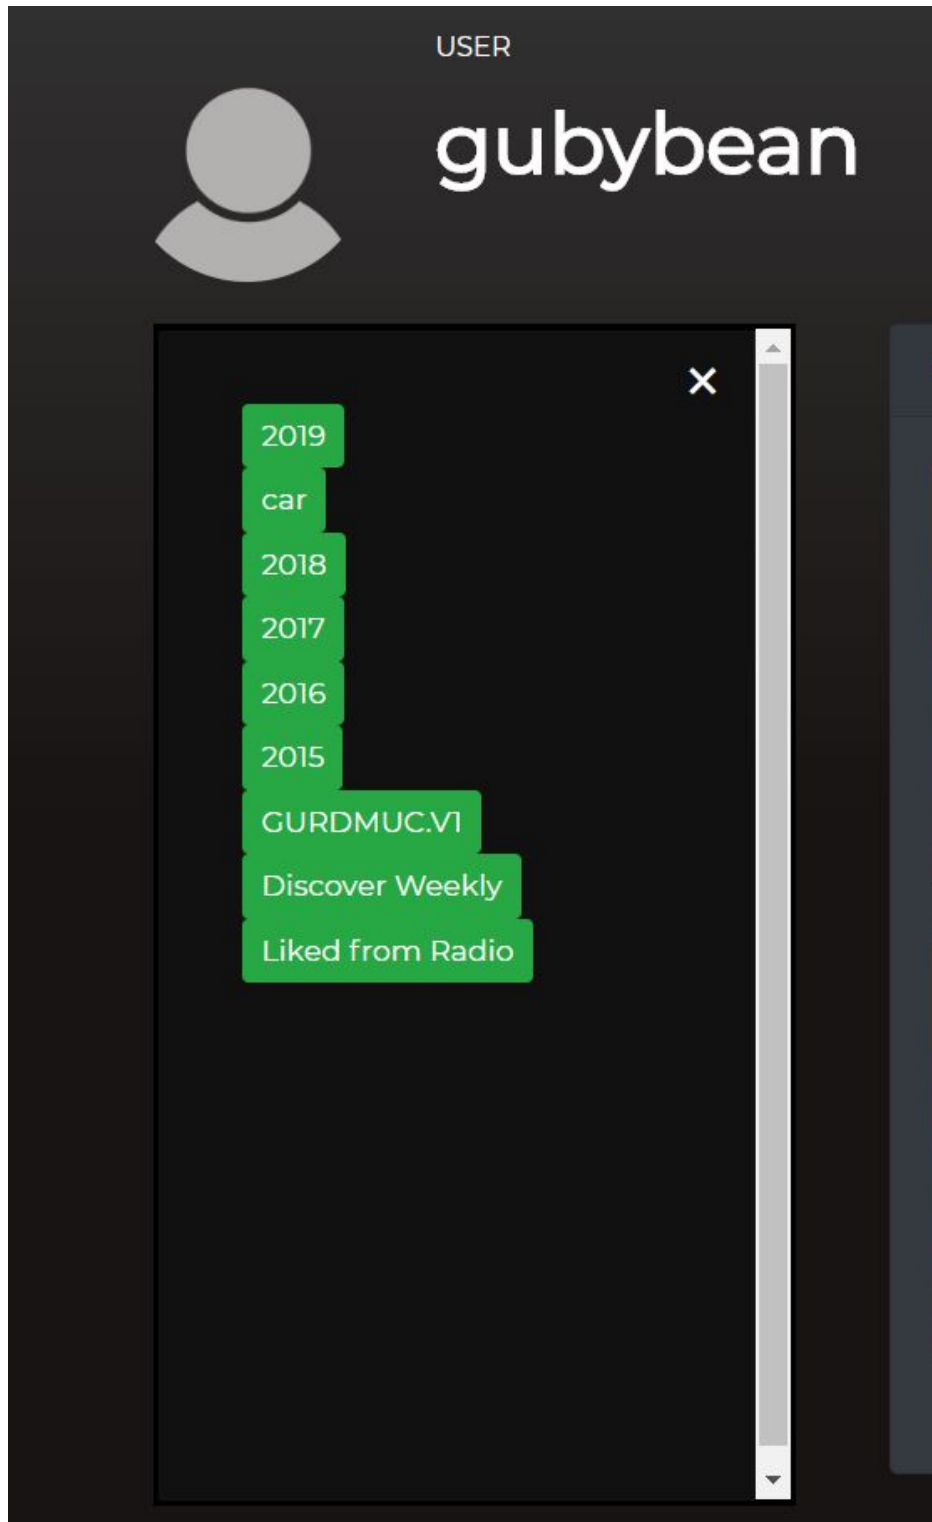 USER
gubybean
×
2019
car
2018
2017
2016
2015
GURDMUC.V1
Discover Weekly
Liked from Radio